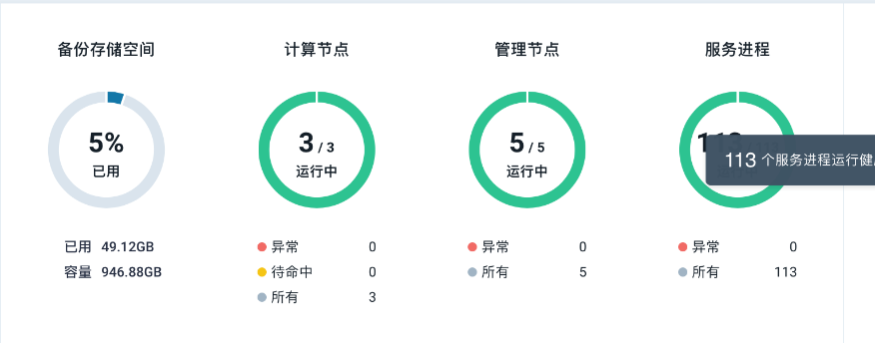 备份存储空间
5%
已用
已用 49.12GB
容量 946.88GB
计算节点
3 / 3
运行中
异常 0
待命中 0
所有 3
管理节点
5 / 5
运行中
异常 0
所有 5
服务进程
113 个服务进程运行健
异常 0
所有 113